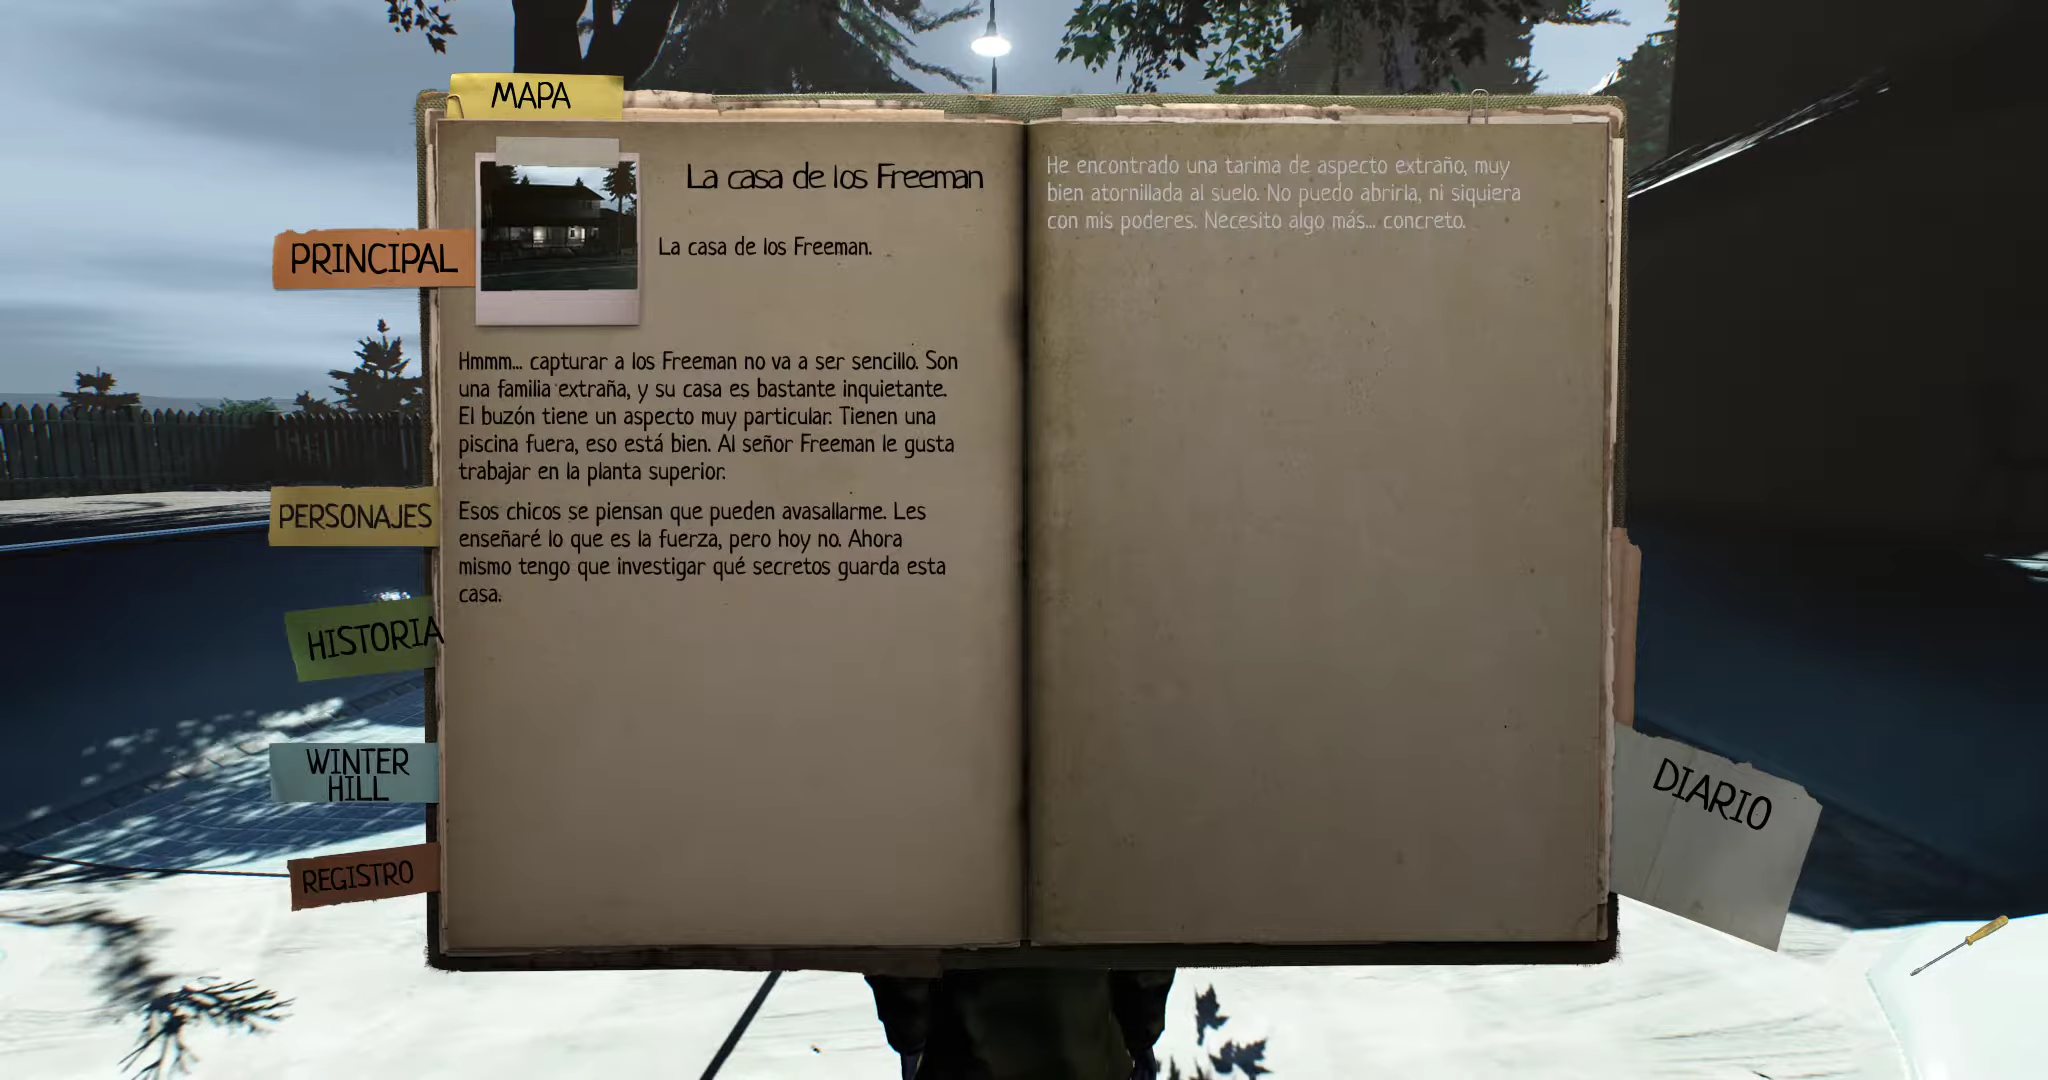 MAPA
La casa de los Freeman
La casa de los Freeman.
PRINCIPAL
Hmmm... capturar a los Freeman no va a ser sencillo. Son
una familia extraña, y su casa es bastante inquietante.
El buzón tiene un aspecto muy particular. Tienen una
piscina fuera, eso está bien. Al señor Freeman le gusta
trabajar en la planta superior.
Esos chicos se piensan que pueden avasallarme. Les
enseñaré lo que es la fuerza, pero hoy no. Ahora
mismo tengo que investigar qué secretos guarda esta
casa.
PERSONAJES
HISTORIA
WINTER
HILL
REGISTRO
He encontrado una tarima de aspecto extraño, muy
bien atornillada al suelo. No puedo abrirla, ni siquiera
con mis poderes. Necesito algo más... concreto.
DIARIO